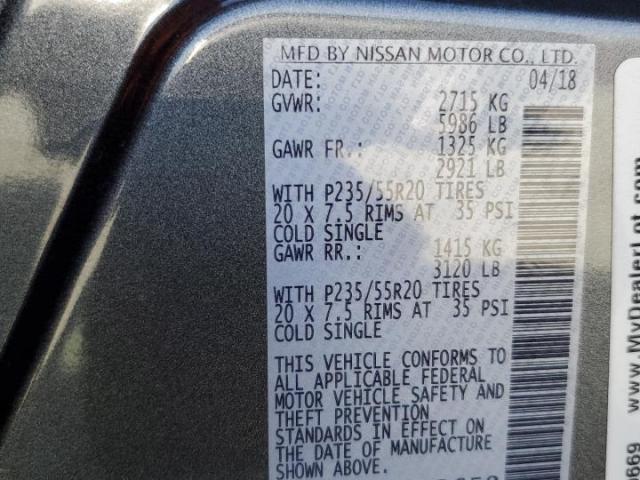 MFD BY NISSAN MOTOR CO., LTD.
DATE: 04/18
GVWR: 2715 KG
5986 LB
GAWR FR.: 1325 KG
2921 LB
WITH P235/55R20 TIRES
20 X 7.5 RIMS AT 35 PSI
COLD SINGLE
GAWR RR.: 1415 KG
3120 LB
WITH P235/55R20 TIRES
20 X 7.5 RIMS AT 35 PSI
COLD SINGLE
THIS VEHICLE CONFORMS TO
ALL APPLICABLE FEDERAL
MOTOR VEHICLE SAFETY AND
THEFT PREVENTION
STANDARDS IN EFFECT ON
THE DATE OF MANUFACTURE
SHOWN ABOVE.
www.MyDealerLot.com